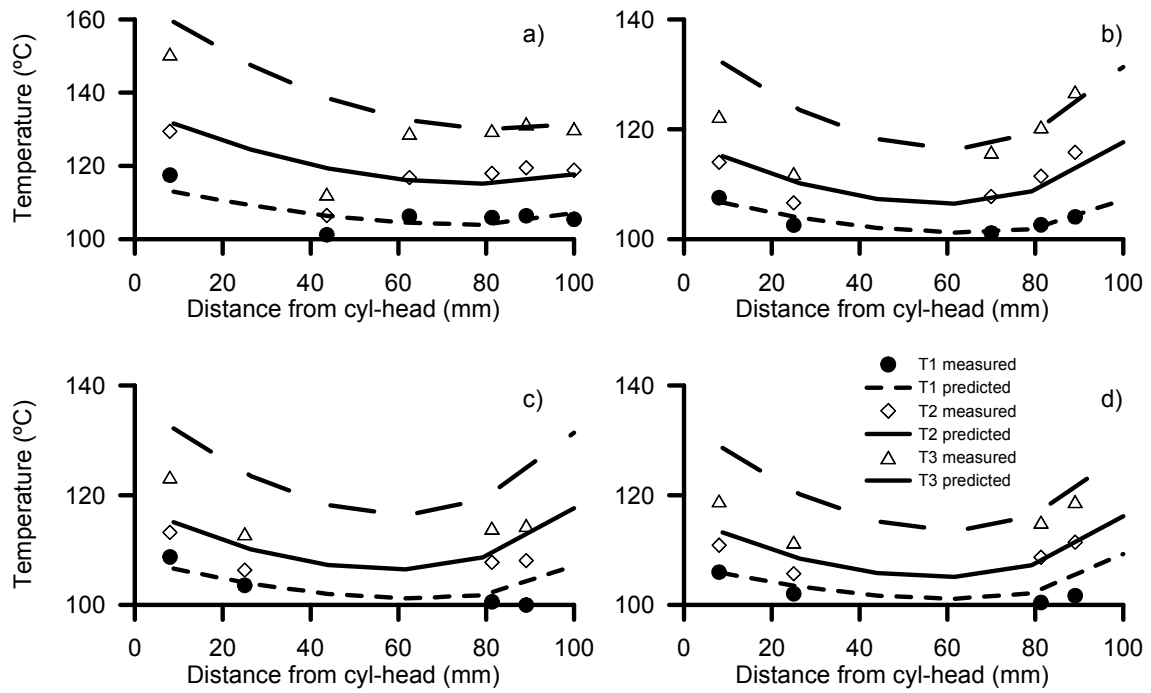 160
140
120
100
Temperature (ºC)
a)
0 20 40 60 80 100
Distance from cyl-head (mm)
140
120
100
b)
0 20 40 60 80 100
Distance from cyl-head (mm)
140
120
100
Temperature (ºC)
c)
0 20 40 60 80 100
Distance from cyl-head (mm)
140
120
100
d)
T1 measured
T1 predicted
T2 measured
T2 predicted
T3 measured
T3 predicted
0 20 40 60 80 100
Distance from cyl-head (mm)